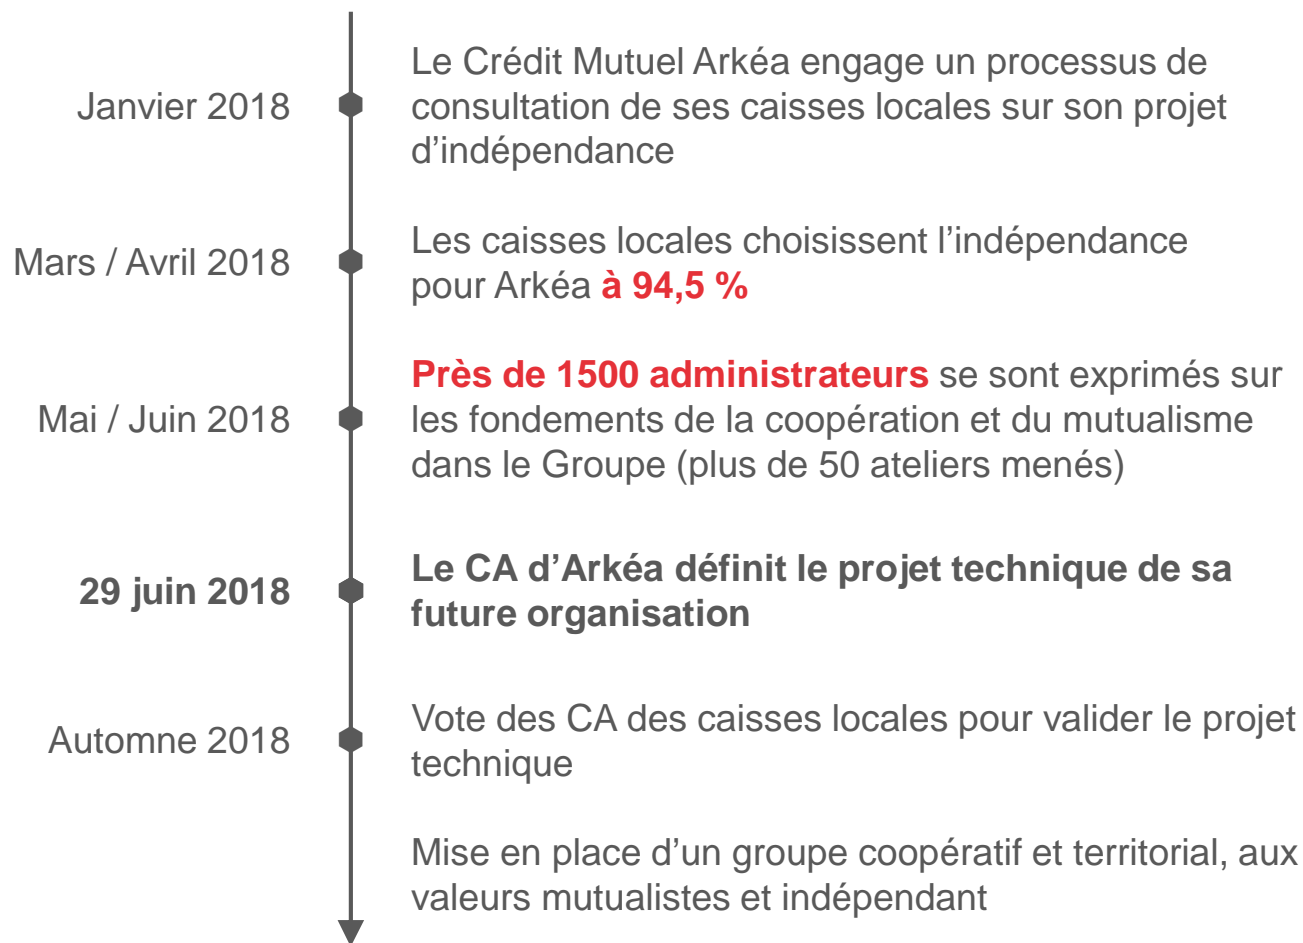 Janvier 2018
Le Crédit Mutuel Arkéa engage un processus de
consultation de ses caisses locales sur son projet
d’indépendance
Mars / Avril 2018
Les caisses locales choisissent l’indépendance
pour Arkéa à 94,5 %
Mai / Juin 2018
Près de 1500 administrateurs se sont exprimés sur
les fondements de la coopération et du mutualisme
dans le Groupe (plus de 50 ateliers menés)
29 juin 2018
Le CA d’Arkéa définit le projet technique de sa
future organisation
Automne 2018
Vote des CA des caisses locales pour valider le projet
technique
Mise en place d’un groupe coopératif et territorial, aux
valeurs mutualistes et indépendant